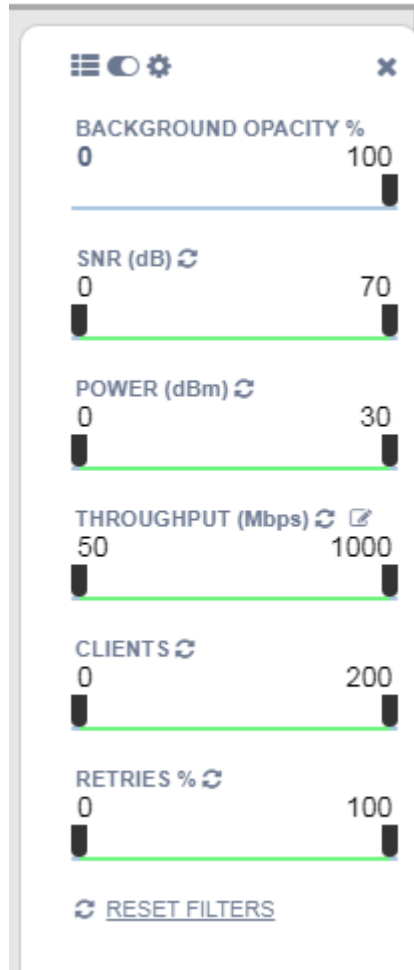 BACKGROUND OPACITY %
0 100
SNR (dB)
0 70
POWER (dBm)
0 30
THROUGHPUT (Mbps)
50 1000
CLIENTS
0 200
RETRIES %
0 100
RESET FILTERS